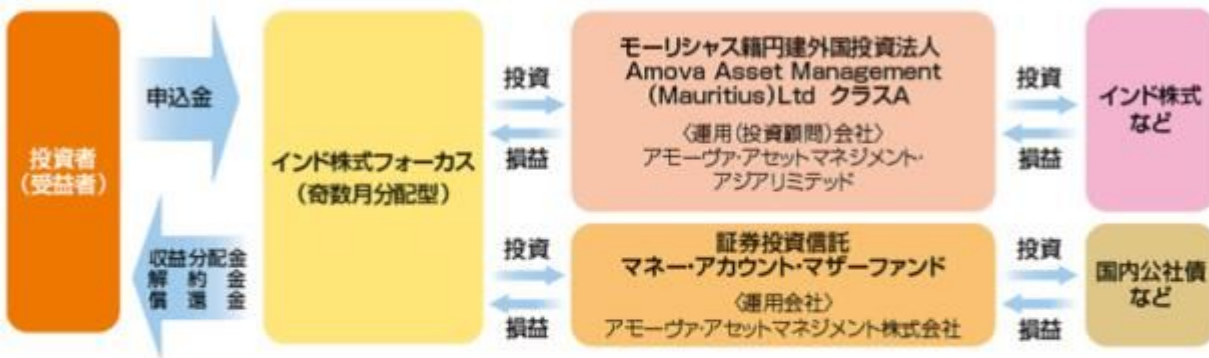 投資者
(受益者)
申込金
収益分配金
解約金
償還金
インド株式フォーカス
(奇数月分配型)
投資
損益
モーリシャス籍円建外国投資法人
Amova Asset Management
(Mauritius)Ltd クラスA
〈運用(投資顧問)会社〉
アモーヴァ・アセットマネジメント・
アジアリミテッド
投資
損益
インド株式
など
投資
損益
証券投資信託
マネー・アカウント・マザーファンド
〈運用会社〉
アモーヴァ・アセットマネジメント株式会社
投資
損益
国内公社債
など